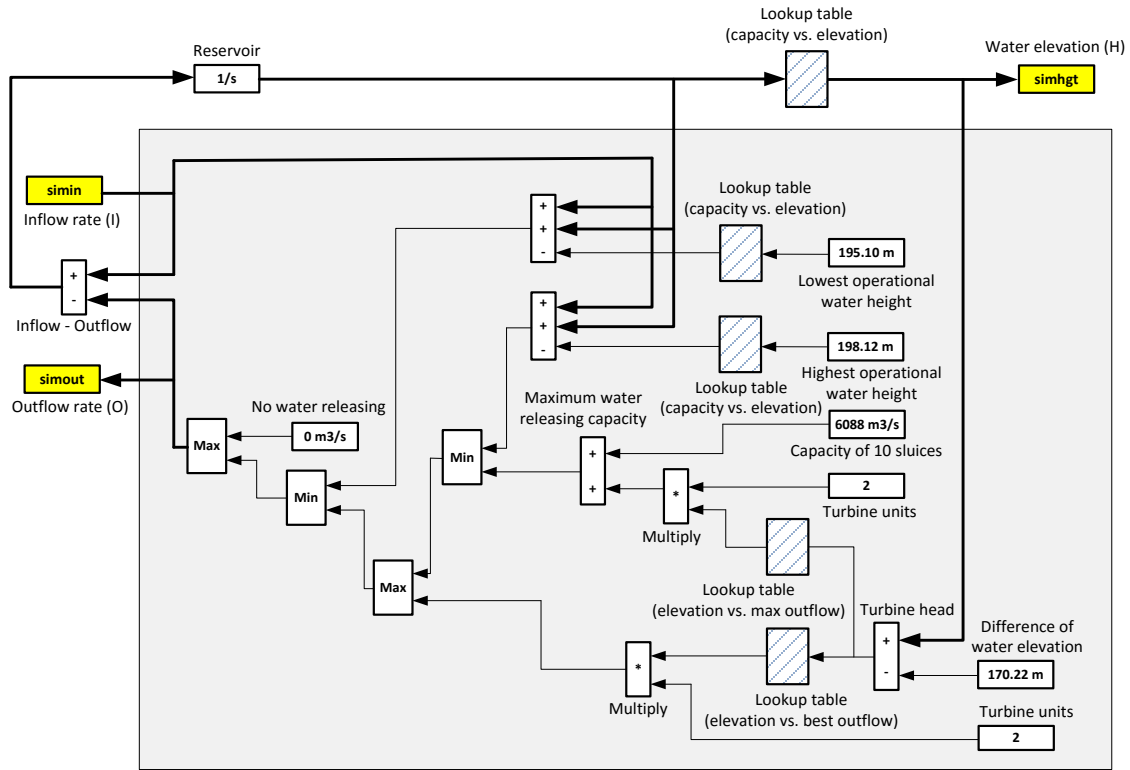 Lookup table
(capacity vs. elevation)
Reservoir
1/s
Water elevation (H)
simhgt
simin
Inflow rate (I)
+
+
-
Lookup table
(capacity vs. elevation)
195.10 m
Lowest operational
water height
+
-
Inflow - Outflow
+
+
-
198.12 m
Highest operational
water height
Lookup table
(capacity vs. elevation)
simout
Outflow rate (O)
No water releasing
0 m3/s
Max
Maximum water
releasing capacity
Min
+
+
6088 m3/s
Capacity of 10 sluices
2
Turbine units
*
Multiply
Min
Lookup table
(elevation vs. max outflow)
Max
Turbine head
+
-
Difference of
water elevation
170.22 m
*
Multiply
Lookup table
(elevation vs. best outflow)
Turbine units
2